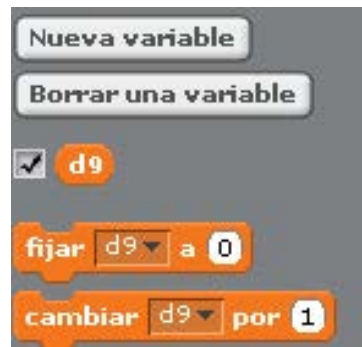 Nueva variable
Borrar una variable
d9
fijar d9 a 0
cambiar d9 por 1